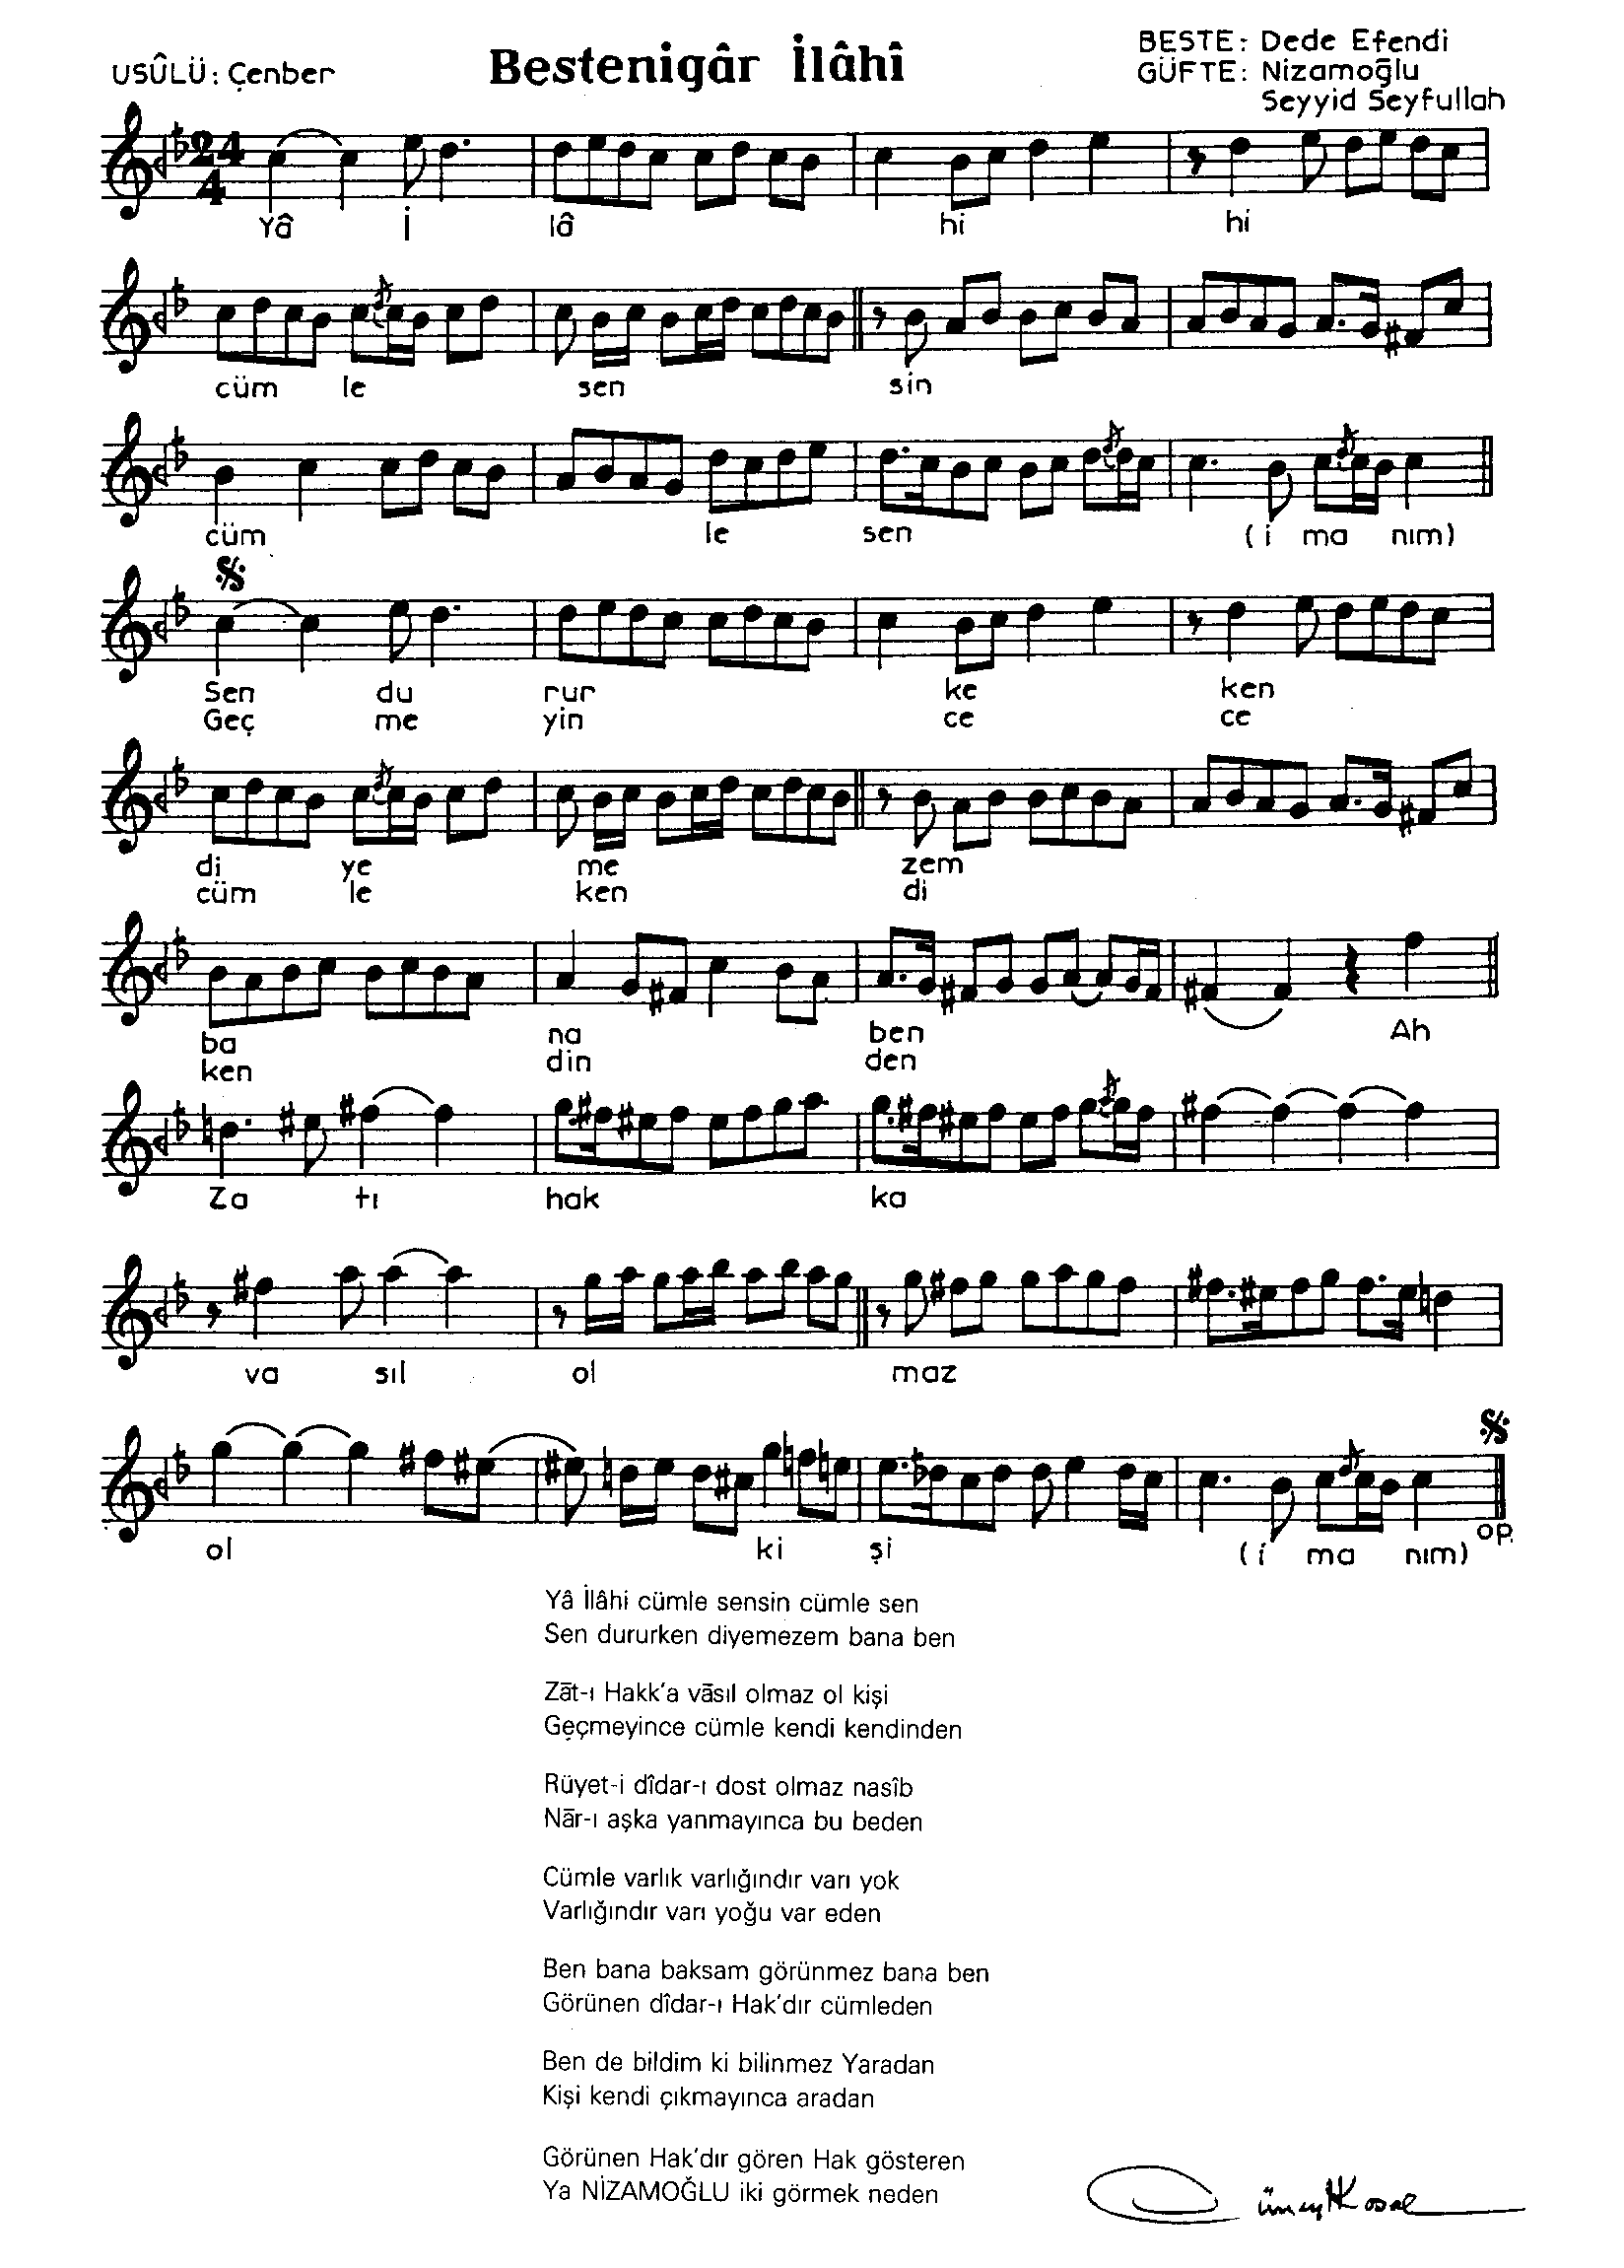 USÛLÜ: Çenber
Bestenigâr İlâhî
BESTE: Dede Efendi
GÜFTE: Nizamoğlu
Seyyid Seyfullah
24
4
Yâ İ lâ hi hi
cüm le sen sin
cüm le sen (i ma nım)
Sen du rur ke ken
Geç me yin ce ce
di ye me zem
cüm le ken di
ba na ben Ah
ken din den
Za tı hak ka
va sıl ol maz
ol ki şi (i ma nım) op.
Yâ İlâhi cümle sensin cümle sen
Sen dururken diyemezem bana ben
Zāt-ı Hakk'a vāsıl olmaz ol kişi
Geçmeyince cümle kendi kendinden
Rüyet-i dîdar-ı dost olmaz nasîb
Nār-ı aşka yanmayınca bu beden
Cümle varlık varlığındır varı yok
Varlığındır varı yoğu var eden
Ben bana baksam görünmez bana ben
Görünen dîdar-ı Hak'dır cümleden
Ben de bildim ki bilinmez Yaradan
Kişi kendi çıkmayınca aradan
Görünen Hak'dır gören Hak gösteren
Ya NİZAMOĞLU iki görmek neden